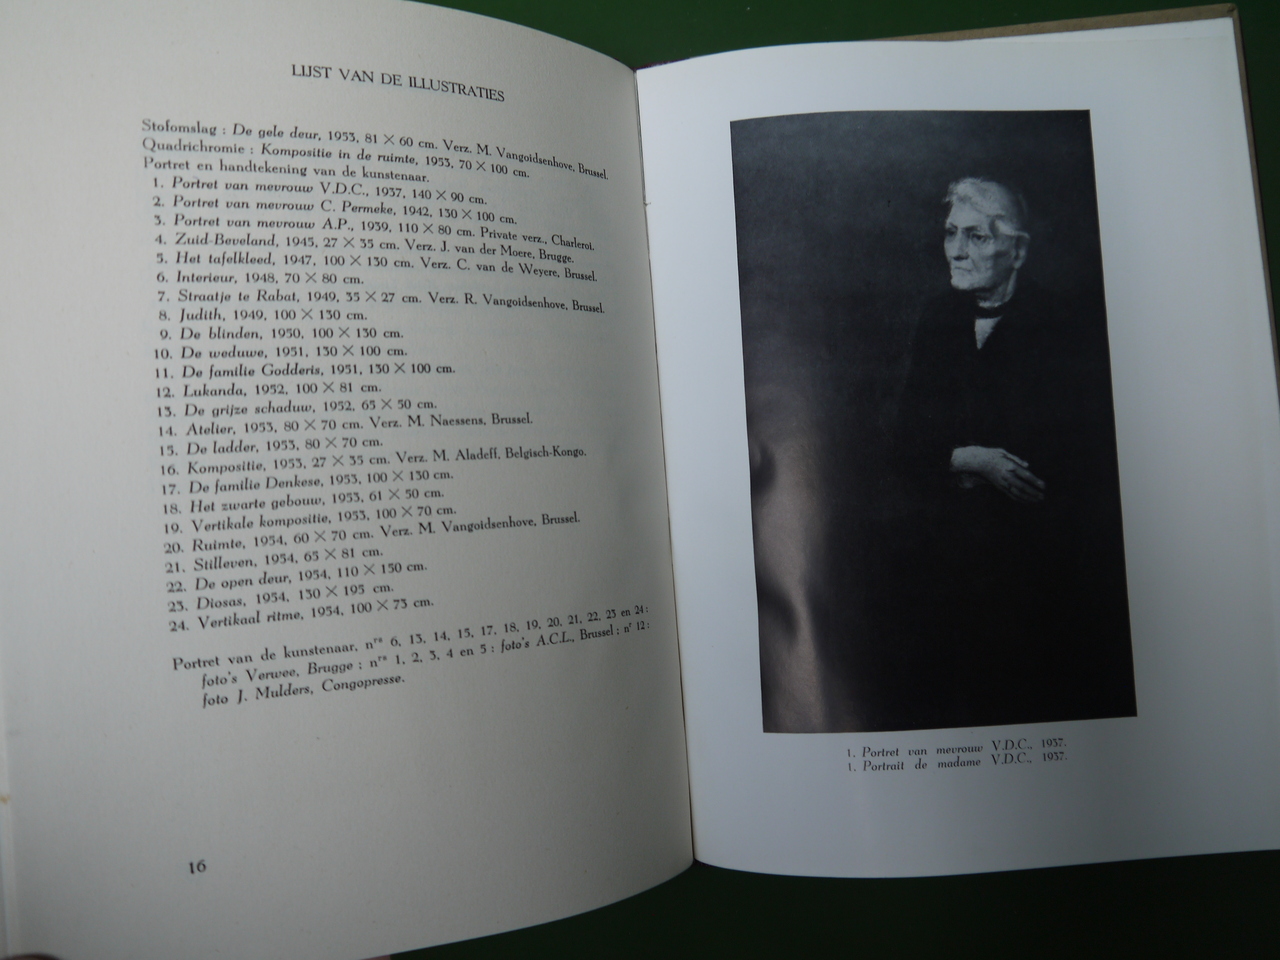 LIJST VAN DE ILLUSTRATIES
Stofomslag : De gele deur, 1953, 81 × 60 cm. Verz. M. Vangoidsenhove, Brussel.
Quadrichromie : Kompositie in de ruimte, 1953, 70 × 100 cm.
Portret en handtekening van de kunstenaar.
1. Portret van mevrouw V.D.C., 1937, 140 × 90 cm.
2. Portret van mevrouw C. Permeke, 1942, 130 × 100 cm.
3. Portret van mevrouw A.P., 1939, 110 × 80 cm. Private verz., Charleroi.
4. Zuid-Beveland, 1945, 27 × 35 cm. Verz. J. van der Moere, Brugge.
5. Het tafelkleed, 1947, 100 × 130 cm. Verz. C. van de Weyere, Brussel.
6. Interieur, 1948, 70 × 80 cm.
7. Straatje te Rabat, 1949, 35 × 27 cm. Verz. R. Vangoidsenhove, Brussel.
8. Judith, 1949, 100 × 130 cm.
9. De blinden, 1950, 100 × 130 cm.
10. De weduwe, 1951, 130 × 100 cm.
11. De familie Godderis, 1951, 130 × 100 cm.
12. Lukanda, 1952, 100 × 81 cm.
13. De grijze schaduw, 1952, 65 × 50 cm.
14. Atelier, 1953, 80 × 70 cm. Verz. M. Naessens, Brussel.
15. De ladder, 1953, 80 × 70 cm.
16. Kompositie, 1953, 27 × 35 cm. Verz. M. Aladeff, Belgisch-Kongo.
17. De familie Denkese, 1953, 100 × 130 cm.
18. Het zwarte gebouw, 1953, 61 × 50 cm.
19. Vertikale kompositie, 1953, 100 × 70 cm.
20. Ruimte, 1954, 60 × 70 cm. Verz. M. Vangoidsenhove, Brussel.
21. Stilleven, 1954, 65 × 81 cm.
22. De open deur, 1954, 110 × 150 cm.
23. Diosas, 1954, 130 × 195 cm.
24. Vertikaal ritme, 1954, 100 × 73 cm.
Portret van de kunstenaar, nrs 6, 13, 14, 15, 17, 18, 19, 20, 21, 22, 23 en 24 :
foto's Verwee, Brugge ; nrs 1, 2, 3, 4 en 5 : foto's A.C.L., Brussel ; nr 12 :
foto J. Mulders, Congopresse.
16
1. Portret van mevrouw V.D.C., 1937.
1. Portrait de madame V.D.C., 1937.